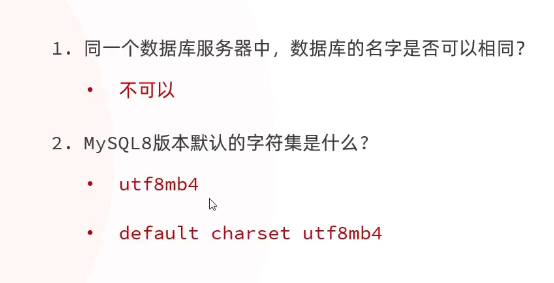 1. 同一个数据库服务器中，数据库的名字是否可以相同？
• 不可以
2. MySQL8版本默认的字符集是什么？
• utf8mb4
• default charset utf8mb4